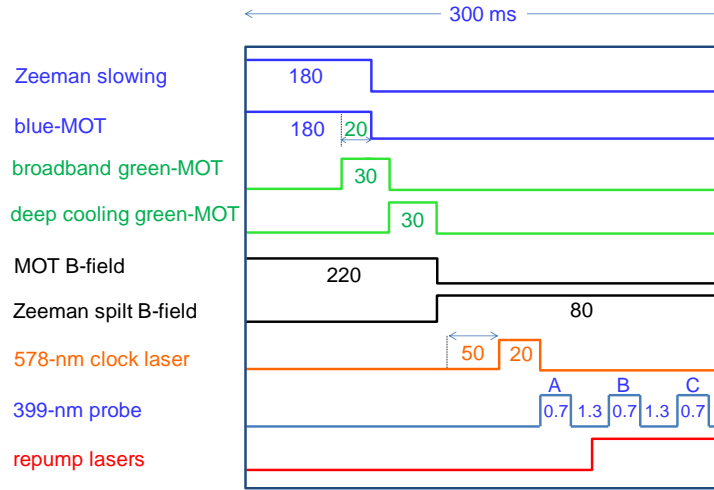 300 ms
Zeeman slowing
180
blue-MOT
180
20
broadband green-MOT
30
deep cooling green-MOT
30
MOT B-field
220
Zeeman spilt B-field
80
578-nm clock laser
50
20
A
B
C
399-nm probe
0.7
1.3
0.7
1.3
0.7
repump lasers